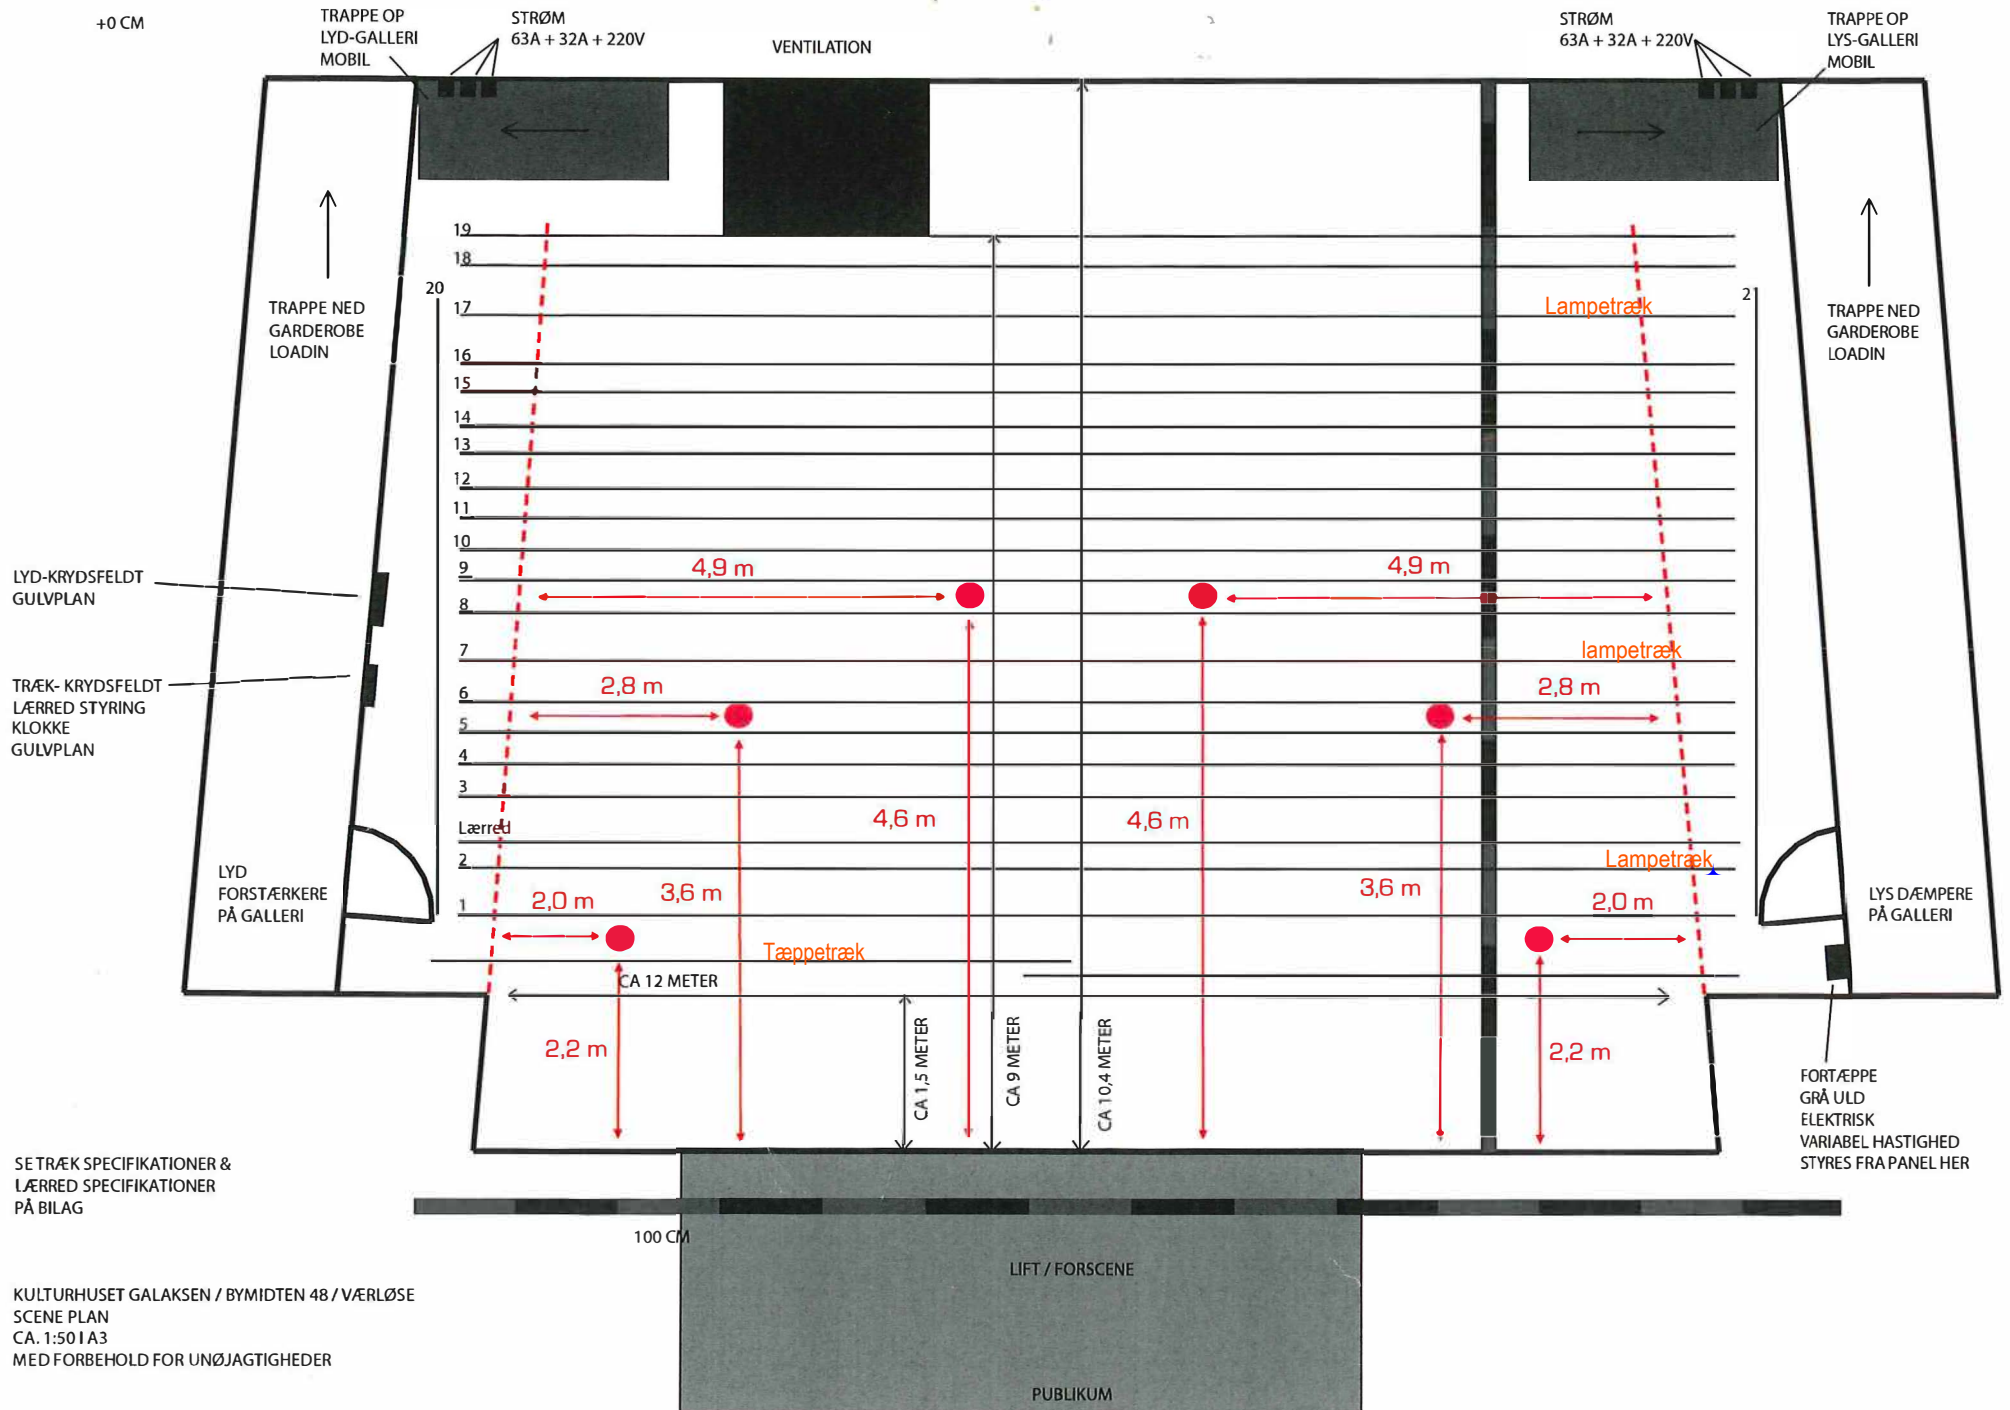 +0 CM
TRAPPE OP
LYD-GALLERI
MOBIL
STRØM
63A + 32A + 220V
VENTILATION
STRØM
63A + 32A + 220V
TRAPPE OP
LYS-GALLERI
MOBIL
19
18
20
17
Lampetræk
2
TRAPPE NED
GARDEROBE
LOADIN
TRAPPE NED
GARDEROBE
LOADIN
16
15
14
13
12
11
10
9
4,9 m
4,9 m
LYD-KRYDSFELDT
GULVPLAN
8
7
lampetræk
TRÆK- KRYDSFELDT
LÆRRED STYRING
KLOKKE
GULVPLAN
6
2,8 m
2,8 m
5
4
3
4,6 m
4,6 m
Lærred
2
Lampetræk
LYD
FORSTÆRKERE
PÅ GALLERI
1
2,0 m
3,6 m
3,6 m
2,0 m
LYS DÆMPERE
PÅ GALLERI
Tæppetræk
CA 12 METER
2,2 m
CA 1,5 METER
CA 9 METER
CA 10,4 METER
2,2 m
FORTÆPPE
GRÅ ULD
ELEKTRISK
VARIABEL HASTIGHED
STYRES FRA PANEL HER
SE TRÆK SPECIFIKATIONER &
LÆRRED SPECIFIKATIONER
PÅ BILAG
100 CM
LIFT / FORSCENE
KULTURHUSET GALAKSEN / BYMIDTEN 48 / VÆRLØSE
SCENE PLAN
CA. 1:50 I A3
MED FORBEHOLD FOR UNØJAGTIGHEDER
PUBLIKUM